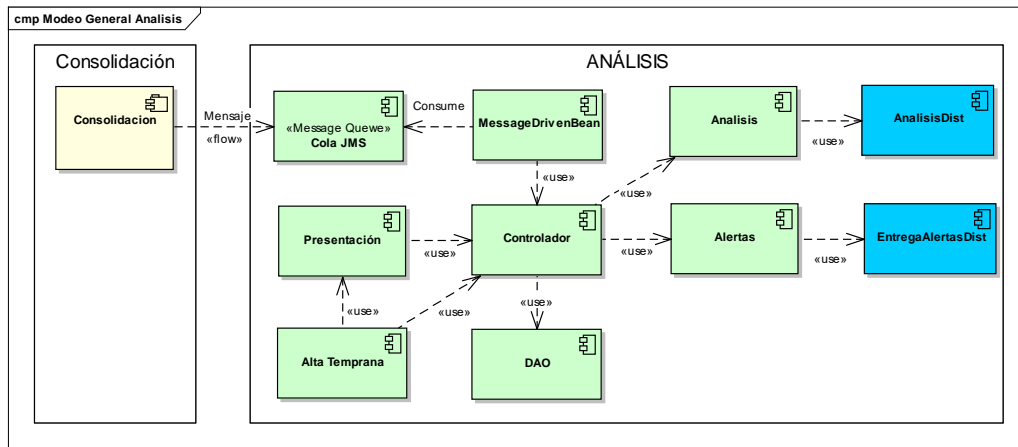 cmp Modeo General Analisis
Consolidación
ANÁLISIS
Consolidacion
Mensaje
«flow»
«Message Quewe»
Cola JMS
Consume
MessageDrivenBean
Analisis
«use»
AnalisisDist
«use»
«use»
Presentación
«use»
Controlador
«use»
Alertas
«use»
EntregaAlertasDist
«use»
«use»
«use»
Alta Temprana
DAO